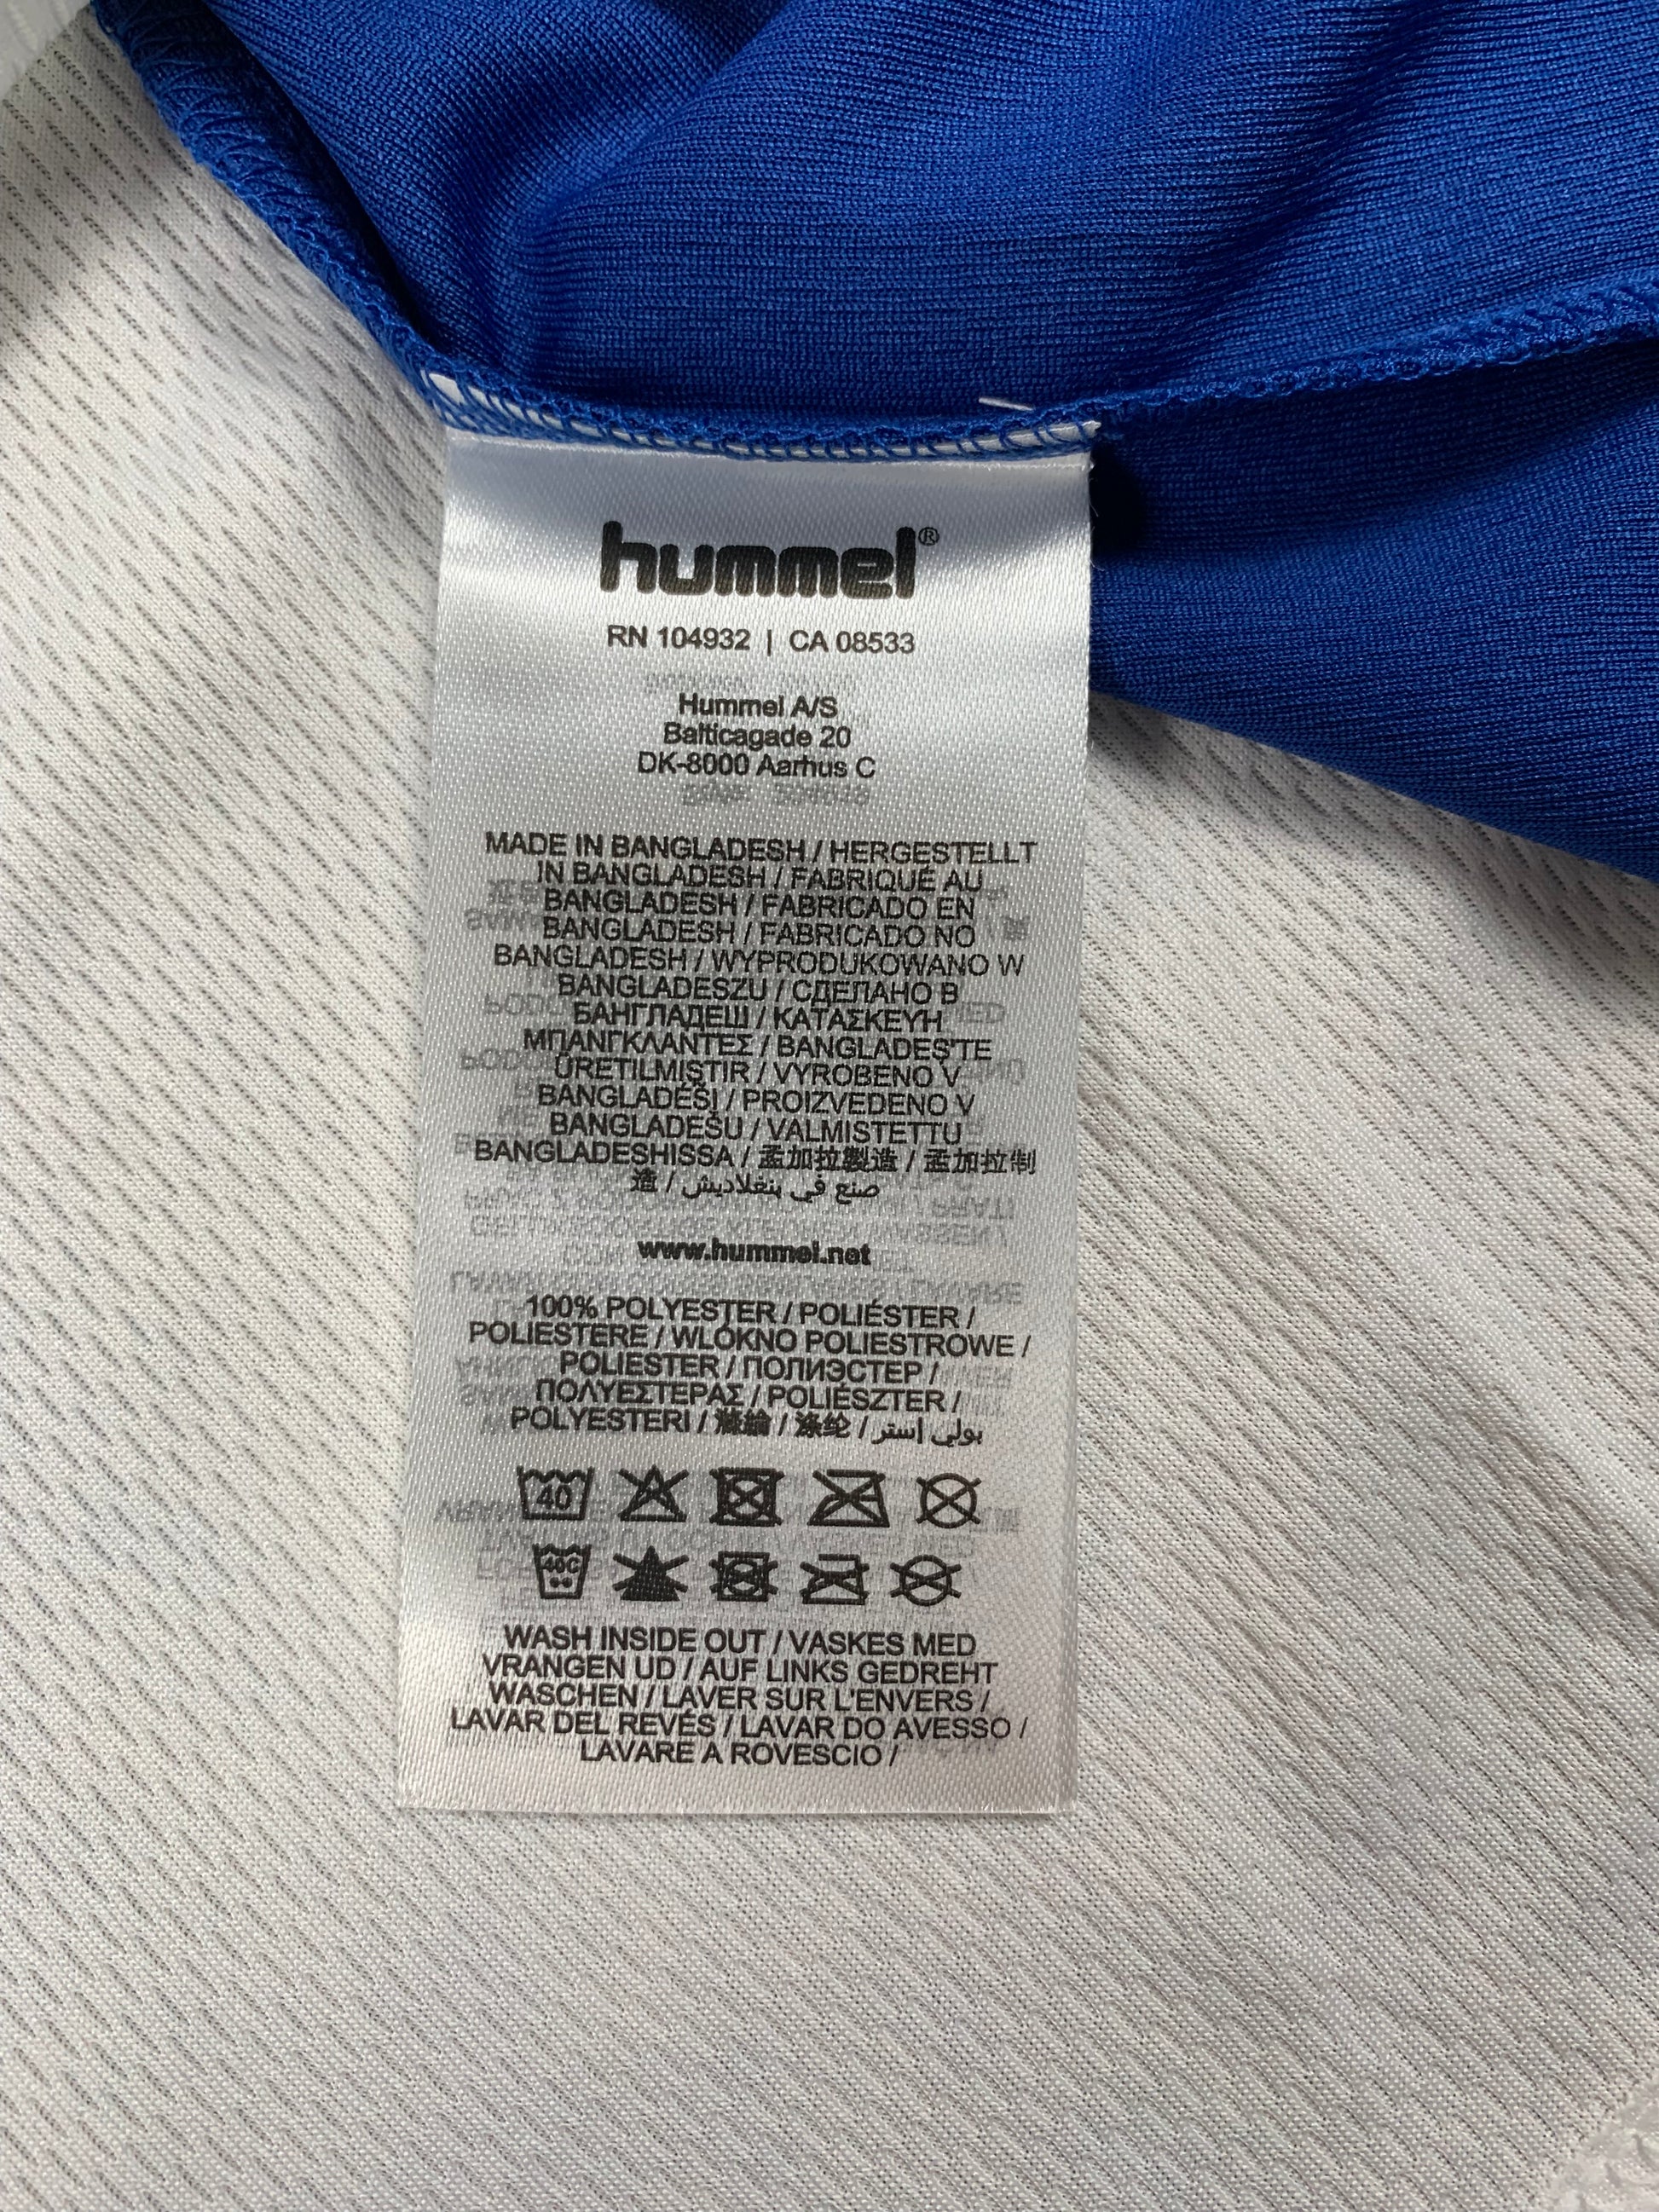 hummel®
RN 104932 | CA 08533
Hummel A/S
Balticagade 20
DK-8000 Aarhus C
MADE IN BANGLADESH / HERGESTELLT
IN BANGLADESH / FABRIQUÉ AU
BANGLADESH / FABRICADO EN
BANGLADESH / FABRICADO NO
BANGLADESH / WYPRODUKOWANO W
BANGLADESZU / СДЕЛАНО В
БАНГЛАДЕШ / ΚΑΤΑΣΚΕΥΗ
ΜΠΑΝΓΚΛΑΝΤΕΣ / BANGLADEŞ'TE
ÜRETILMIŞTIR / VYROBENO V
BANGLADÉŠI / PROIZVEDENO V
BANGLADEŠU / VALMISTETTU
BANGLADESHISSA / 孟加拉製造 / 孟加拉制
造 / صنع في بنغلاديش
www.hummel.net
100% POLYESTER / POLIÉSTER /
POLIESTERE / WLÓKNO POLIESTROWE /
POLIESTER / ПОЛИЭСТЕР /
ΠΟΛΥΕΣΤΕΡΑΣ / POLIÉSZTER /
POLYESTERI / 滌綸 / 涤纶 / بولي إستر
40
40C
WASH INSIDE OUT / VASKES MED
VRANGEN UD / AUF LINKS GEDREHT
WASCHEN / LAVER SUR L'ENVERS /
LAVAR DEL REVÉS / LAVAR DO AVESSO /
LAVARE A ROVESCIO /